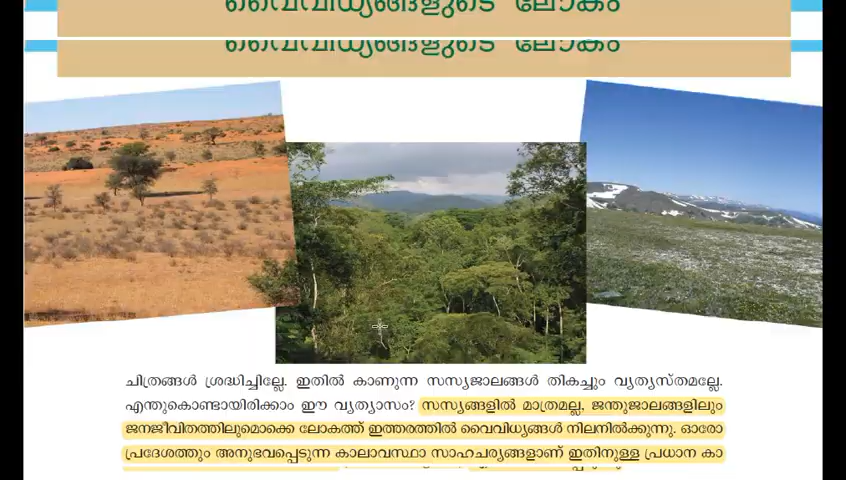 വൈവിധ്യങ്ങളുടെ ലോകം
വൈവിധ്യങ്ങളുടെ ലോകം
ചിത്രങ്ങൾ ശ്രദ്ധിച്ചില്ലേ. ഇതിൽ കാണുന്ന സസ്യജാലങ്ങൾ തികച്ചും വ്യത്യസ്തമല്ലേ.
എന്തുകൊണ്ടായിരിക്കാം ഈ വ്യത്യാസം? സസ്യങ്ങളിൽ മാത്രമല്ല, ജന്തുജാലങ്ങളിലും
ജനജീവിതത്തിലുമൊക്കെ ലോകത്ത് ഇത്തരത്തിൽ വൈവിധ്യങ്ങൾ നിലനിൽക്കുന്നു. ഓരോ
പ്രദേശത്തും അനുഭവപ്പെടുന്ന കാലാവസ്ഥാ സാഹചര്യങ്ങളാണ് ഇതിനുള്ള പ്രധാന കാ